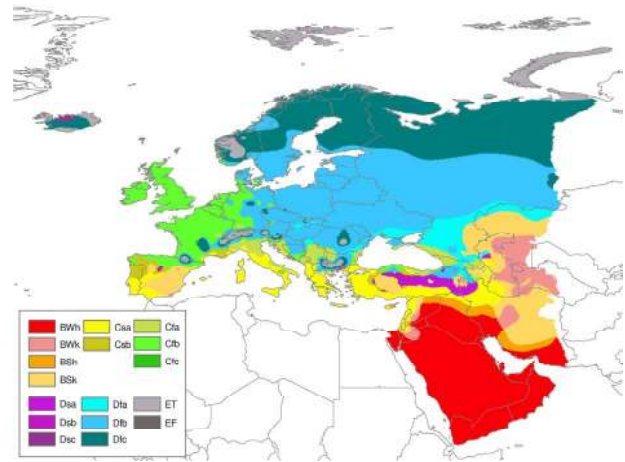 BWh Csa Cfa
BWk Csb Cfb
BSh Cfc
BSk
Dsa Dfa ET
Dsb Dfb EF
Dsc Dfc